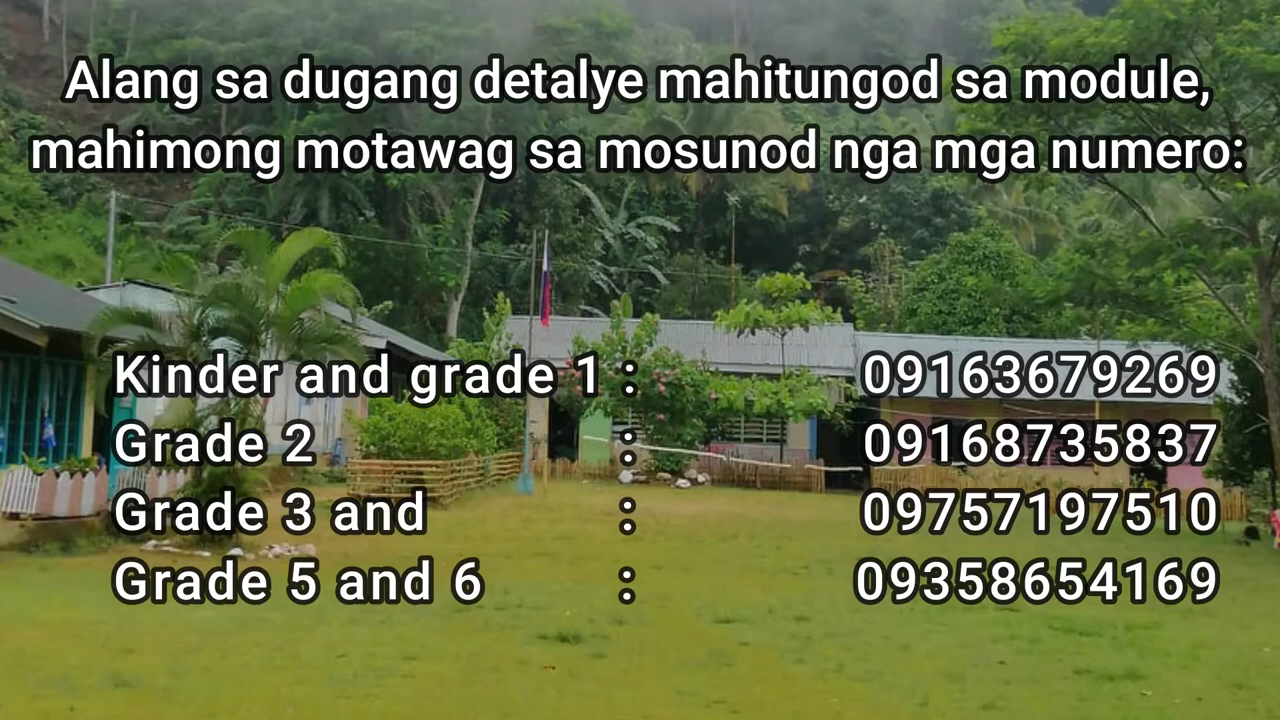 Alang sa dugang detalye mahitungod sa module,
mahimong motawag sa mosunod nga mga numero:
Kinder and grade 1 : 09163679269
Grade 2 : 09168735837
Grade 3 and : 09757197510
Grade 5 and 6 : 09358654169